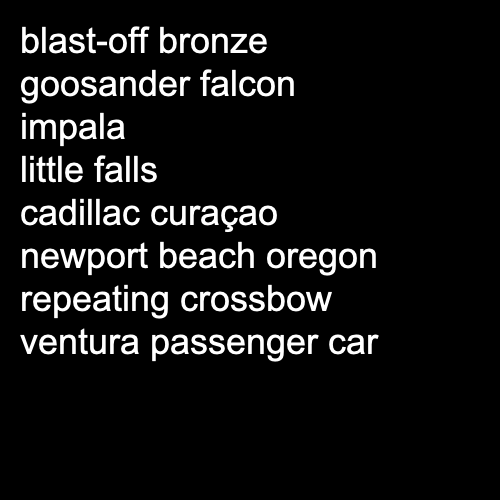 blast-off bronze
goosander falcon
impala
little falls
cadillac curaçao
newport beach oregon
repeating crossbow
ventura passenger car